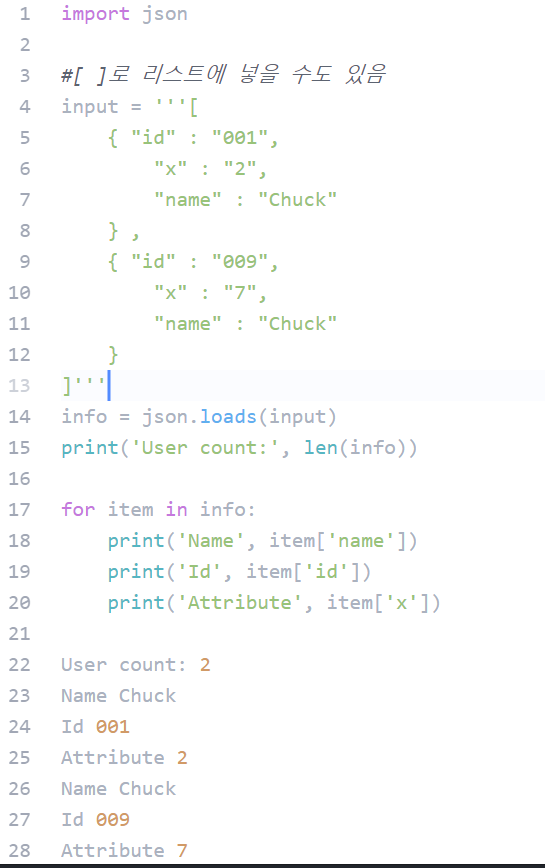 1 import json
2
3 #[ ]로 리스트에 넣을 수도 있음
4 input = '''[
5     { "id" : "001",
6         "x" : "2",
7         "name" : "Chuck"
8     } ,
9     { "id" : "009",
10         "x" : "7",
11         "name" : "Chuck"
12     }
13 ]'''
14 info = json.loads(input)
15 print('User count:', len(info))
16
17 for item in info:
18     print('Name', item['name'])
19     print('Id', item['id'])
20     print('Attribute', item['x'])
21
22 User count: 2
23 Name Chuck
24 Id 001
25 Attribute 2
26 Name Chuck
27 Id 009
28 Attribute 7